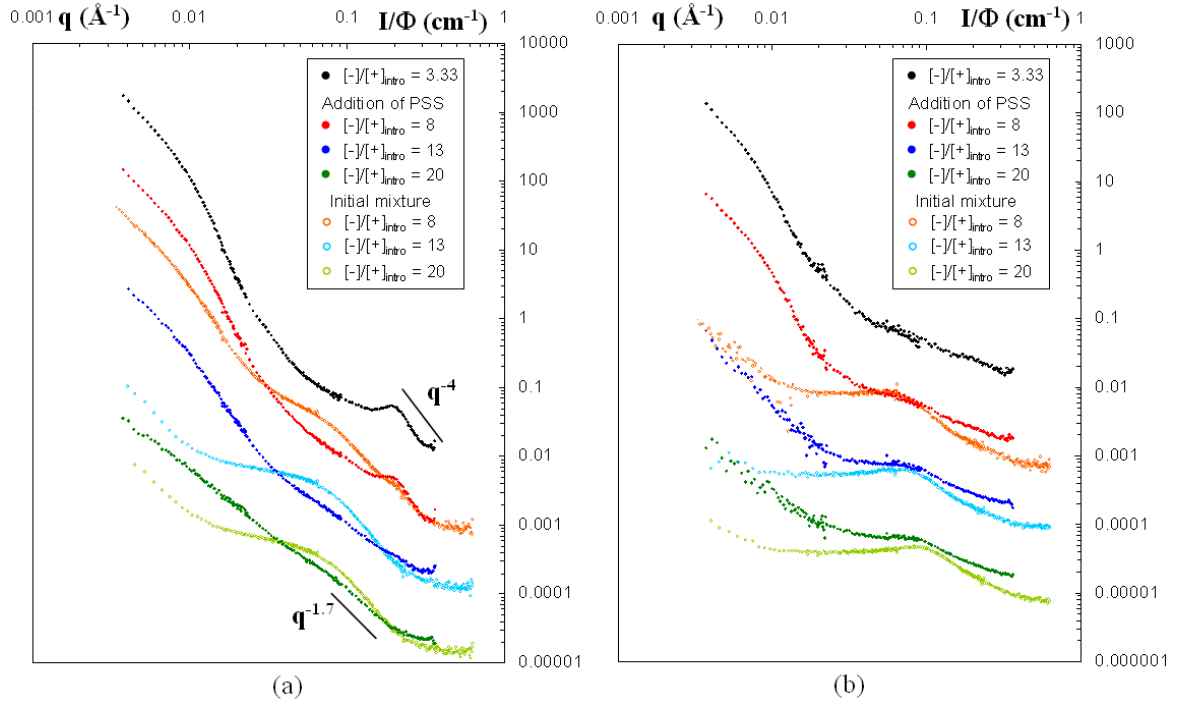 0.001 0.01 0.1 1
q (Å⁻¹) I/Φ (cm⁻¹)
10000
1000
100
10
1
0.1
0.01
0.001
0.0001
0.00001
[-]/[+]intro = 3.33
Addition of PSS
[-]/[+]intro = 8
[-]/[+]intro = 13
[-]/[+]intro = 20
Initial mixture
[-]/[+]intro = 8
[-]/[+]intro = 13
[-]/[+]intro = 20
q⁻⁴
q⁻¹·⁷
(a)
0.001 0.01 0.1 1
q (Å⁻¹) I/Φ (cm⁻¹)
1000
100
10
1
0.1
0.01
0.001
0.0001
0.00001
0.000001
[-]/[+]intro = 3.33
Addition of PSS
[-]/[+]intro = 8
[-]/[+]intro = 13
[-]/[+]intro = 20
Initial mixture
[-]/[+]intro = 8
[-]/[+]intro = 13
[-]/[+]intro = 20
(b)